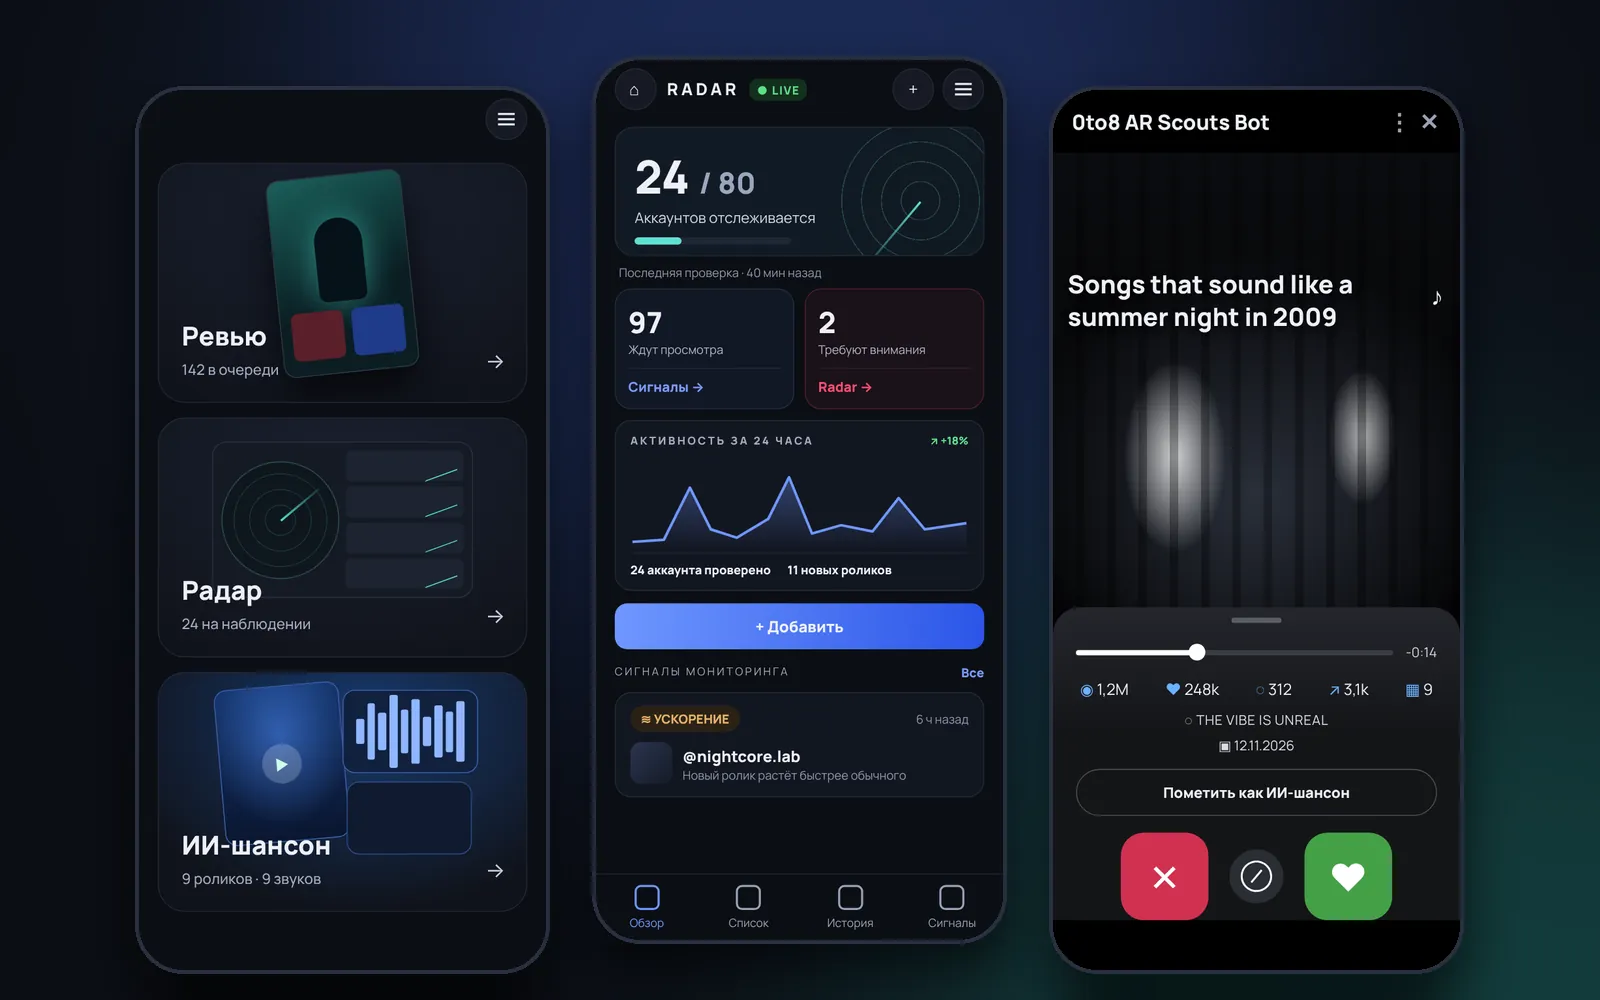 Ревью
142 в очереди
→
Радар
24 на наблюдении
→
ИИ-шансон
9 роликов · 9 звуков
→
RADAR
LIVE
+
24 / 80
Аккаунтов отслеживается
Последняя проверка · 40 мин назад
97
Ждут просмотра
Сигналы →
2
Требуют внимания
Radar →
АКТИВНОСТЬ ЗА 24 ЧАСА
↗ +18%
24 аккаунта проверено
11 новых роликов
+ Добавить
СИГНАЛЫ МОНИТОРИНГА
Все
≋ УСКОРЕНИЕ
6 ч назад
@nightcore.lab
Новый ролик растёт быстрее обычного
Обзор
Список
История
Сигналы
0to8 AR Scouts Bot
Songs that sound like a
summer night in 2009
-0:14
1,2M
248k
312
3,1k
9
THE VIBE IS UNREAL
12.11.2026
Пометить как ИИ-шансон